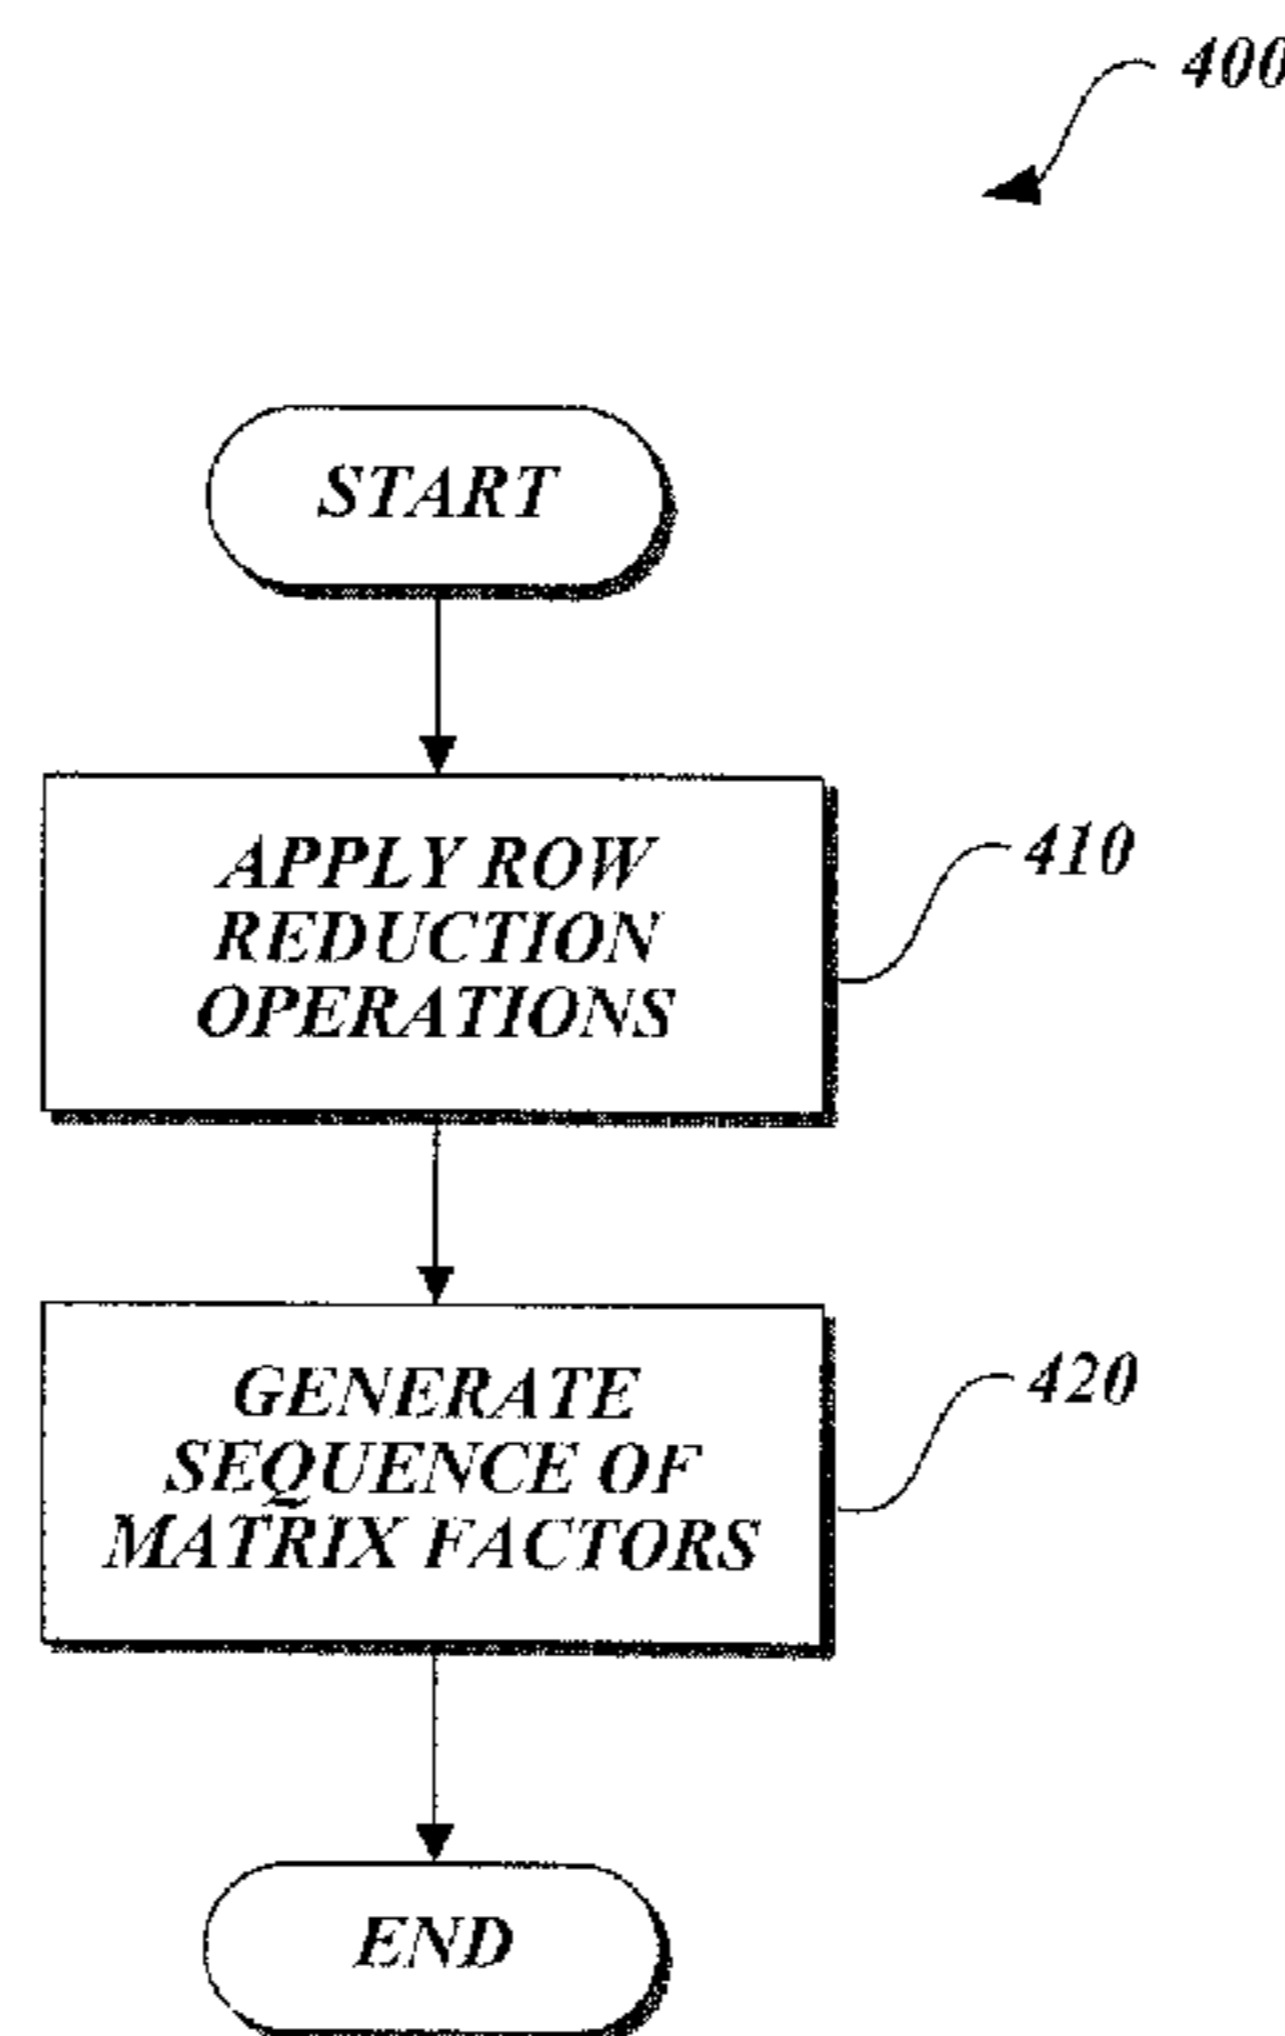 400
START
APPLY ROW
REDUCTION
OPERATIONS
410
GENERATE
SEQUENCE OF
MATRIX FACTORS
420
END